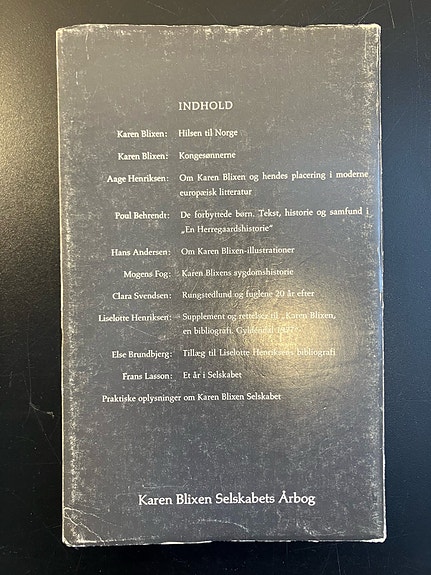 INDHOLD
Karen Blixen: Hilsen til Norge
Karen Blixen: Kongesønnerne
Aage Henriksen: Om Karen Blixen og hendes placering i moderne
europæisk litteratur
Poul Behrendt: De forbyttede børn. Tekst, historie og samfund i
„En Herregaardshistorie“
Hans Andersen: Om Karen Blixen-illustrationer
Mogens Fog: Karen Blixens sygdomshistorie
Clara Svendsen: Rungstedlund og fuglene 20 år efter
Liselotte Henriksen: Supplement og rettelser til „Karen Blixen,
en bibliografi. Gyldendal 1977“
Else Brundbjerg: Tillæg til Liselotte Henriksens bibliografi
Frans Lasson: Et år i Selskabet
Praktiske oplysninger om Karen Blixen Selskabet
Karen Blixen Selskabets Årbog